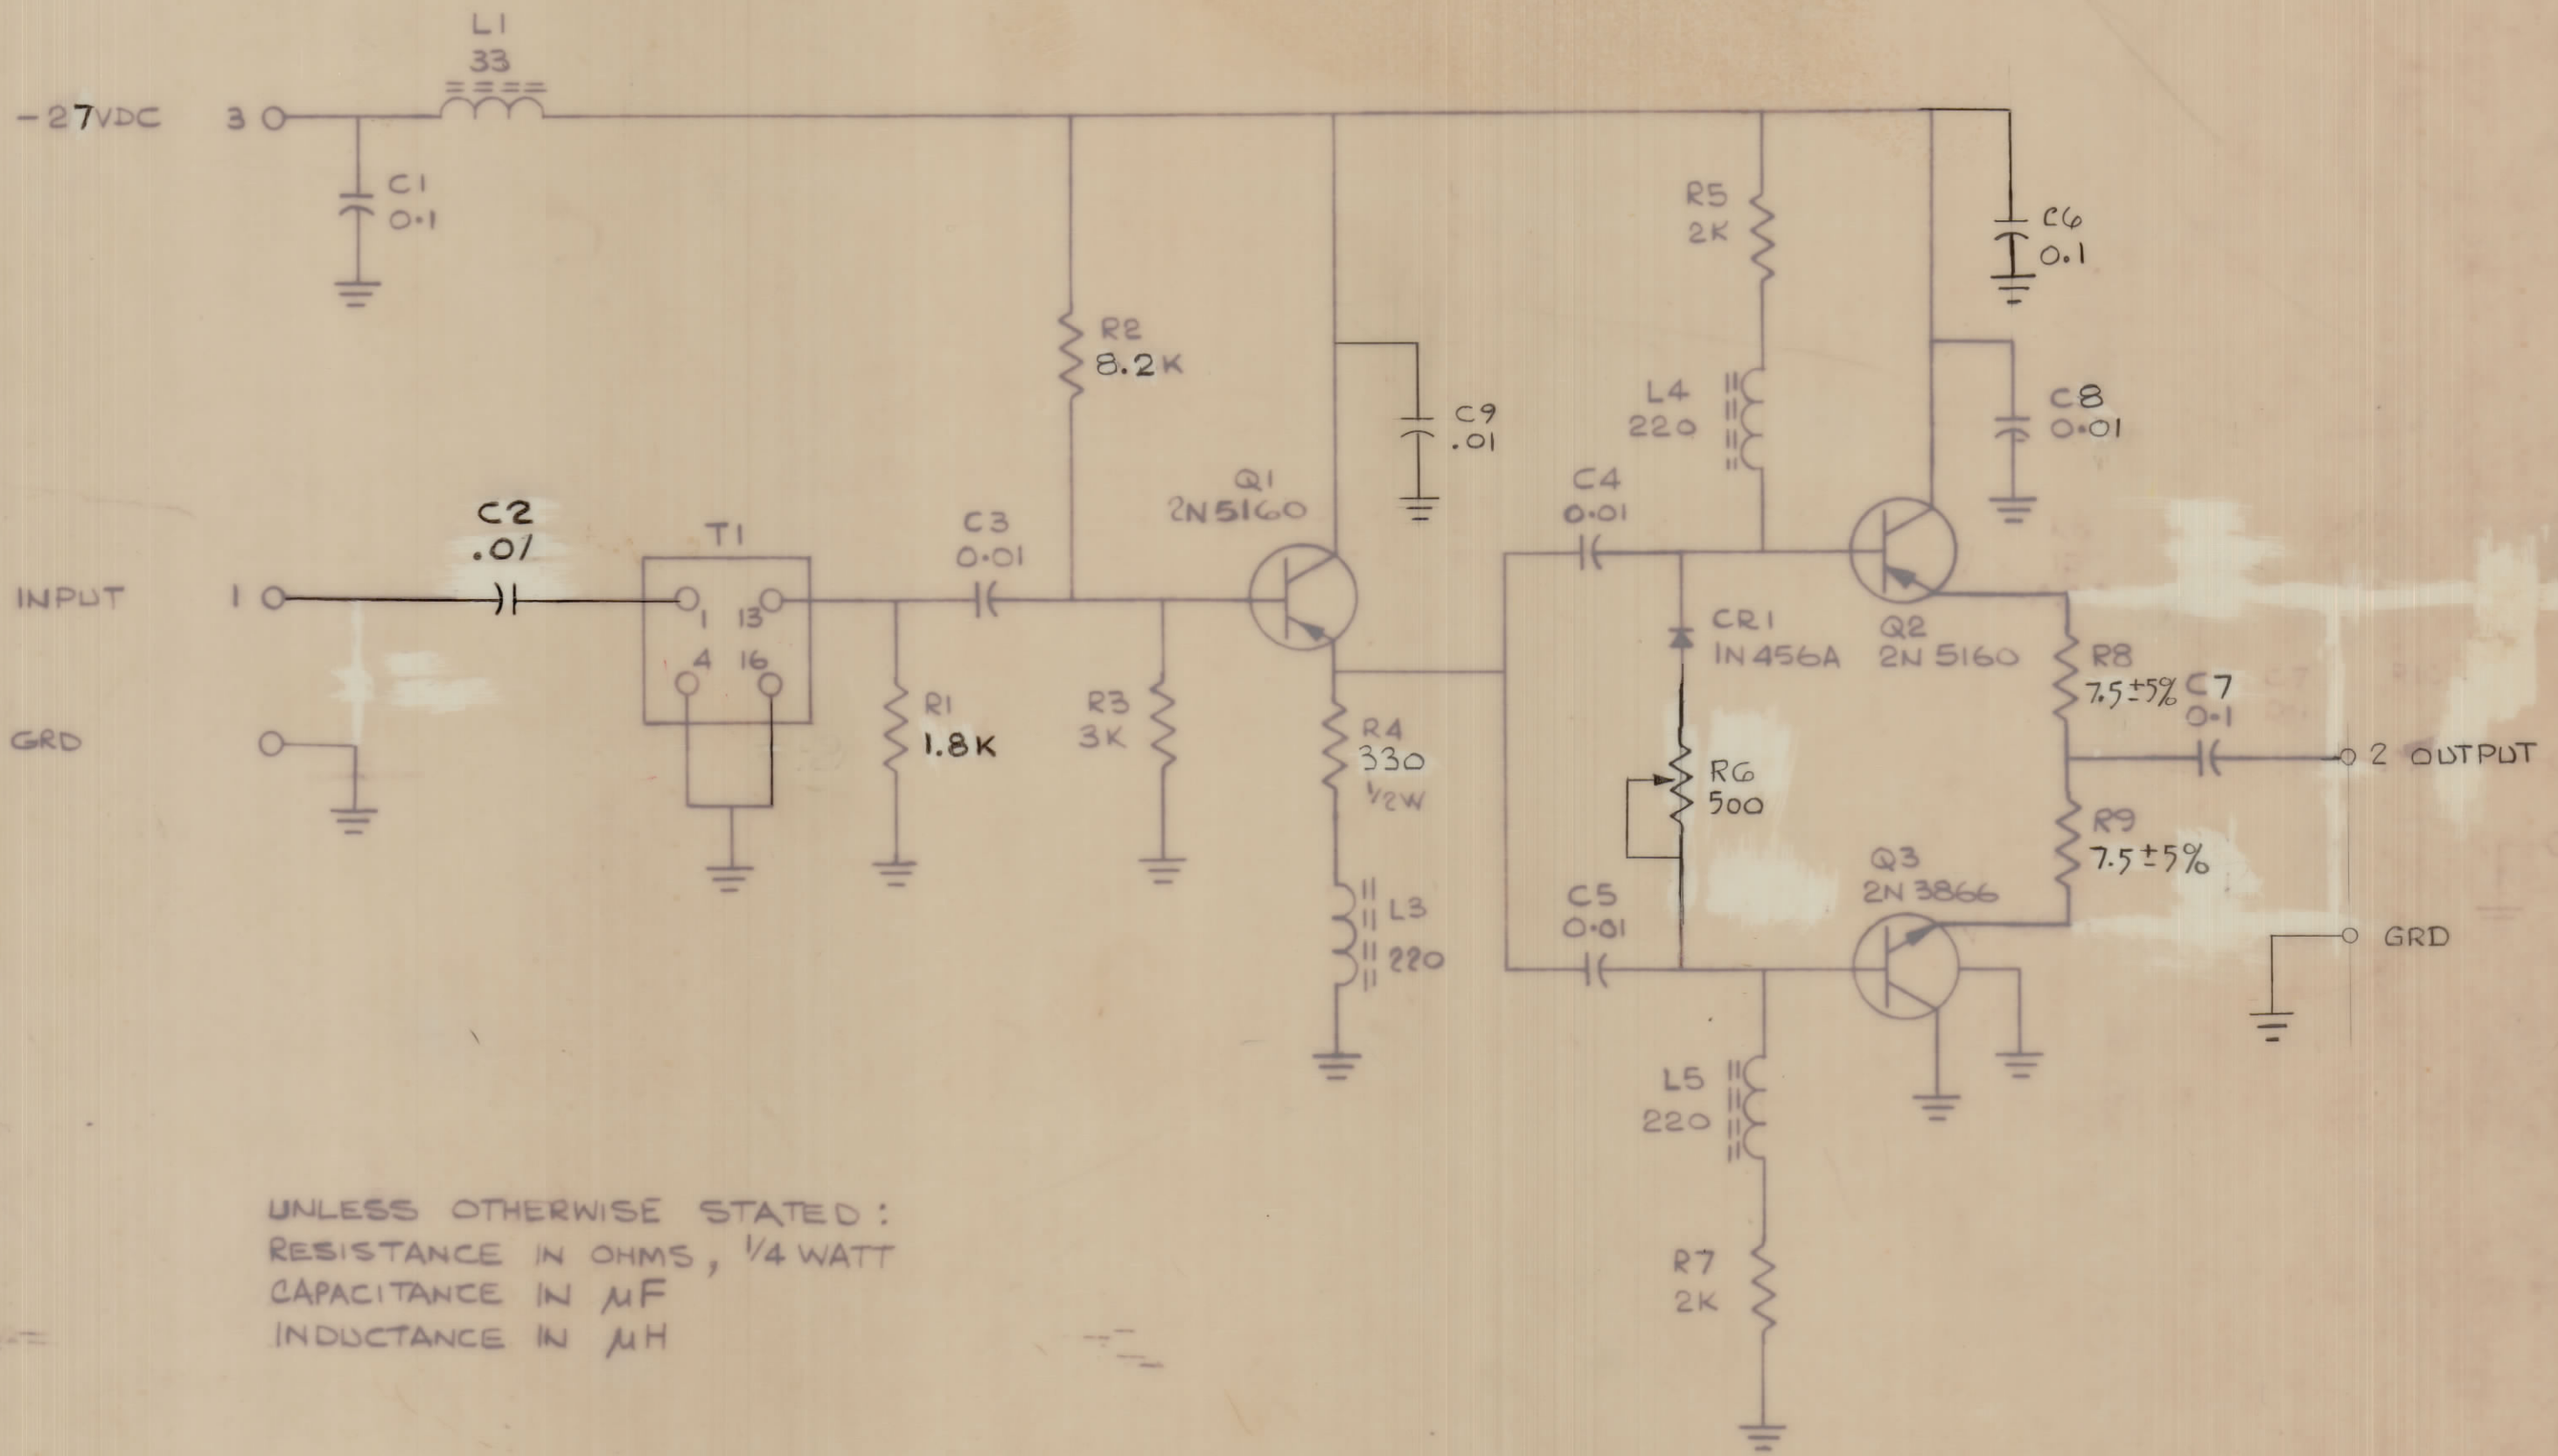 L1
33
-27VDC 3
C1
0.1
R5
2K
C6
0.1
R2
8.2K
L4
220
C8
0.01
C9
.01
Q1
2N5160
C4
0.01
C2
.01
T1
C3
0.01
INPUT 1
1 13
4 16
CR1
1N456A
Q2
2N5160
R8
7.5±5%
C7
0.1
R1
1.8K
R3
3K
R4
330
1/2W
GRD
R6
500
2 OUTPUT
R9
7.5±5%
Q3
2N3866
C5
0.01
L3
220
GRD
L5
220
R7
2K
UNLESS OTHERWISE STATED:
RESISTANCE IN OHMS, 1/4 WATT
CAPACITANCE IN µF
INDUCTANCE IN µH